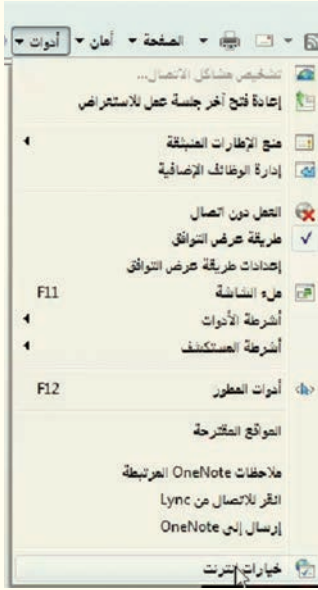 الصفحة أمان أدوات
تشخيص مشاكل الاتصال...
إعادة فتح آخر جلسة عمل للاستعراض
منع الإطارات المنبثقة
إدارة الوظائف الإضافية
العمل دون اتصال
طريقة عرض التوافق
إعدادات طريقة عرض التوافق
ملء الشاشة F11
أشرطة الأدوات
أشرطة المستكشف
أدوات المطور F12
المواقع المقترحة
ملاحظات OneNote المرتبطة
انقر للاتصال من Lync
إرسال إلى OneNote
خيارات إنترنت